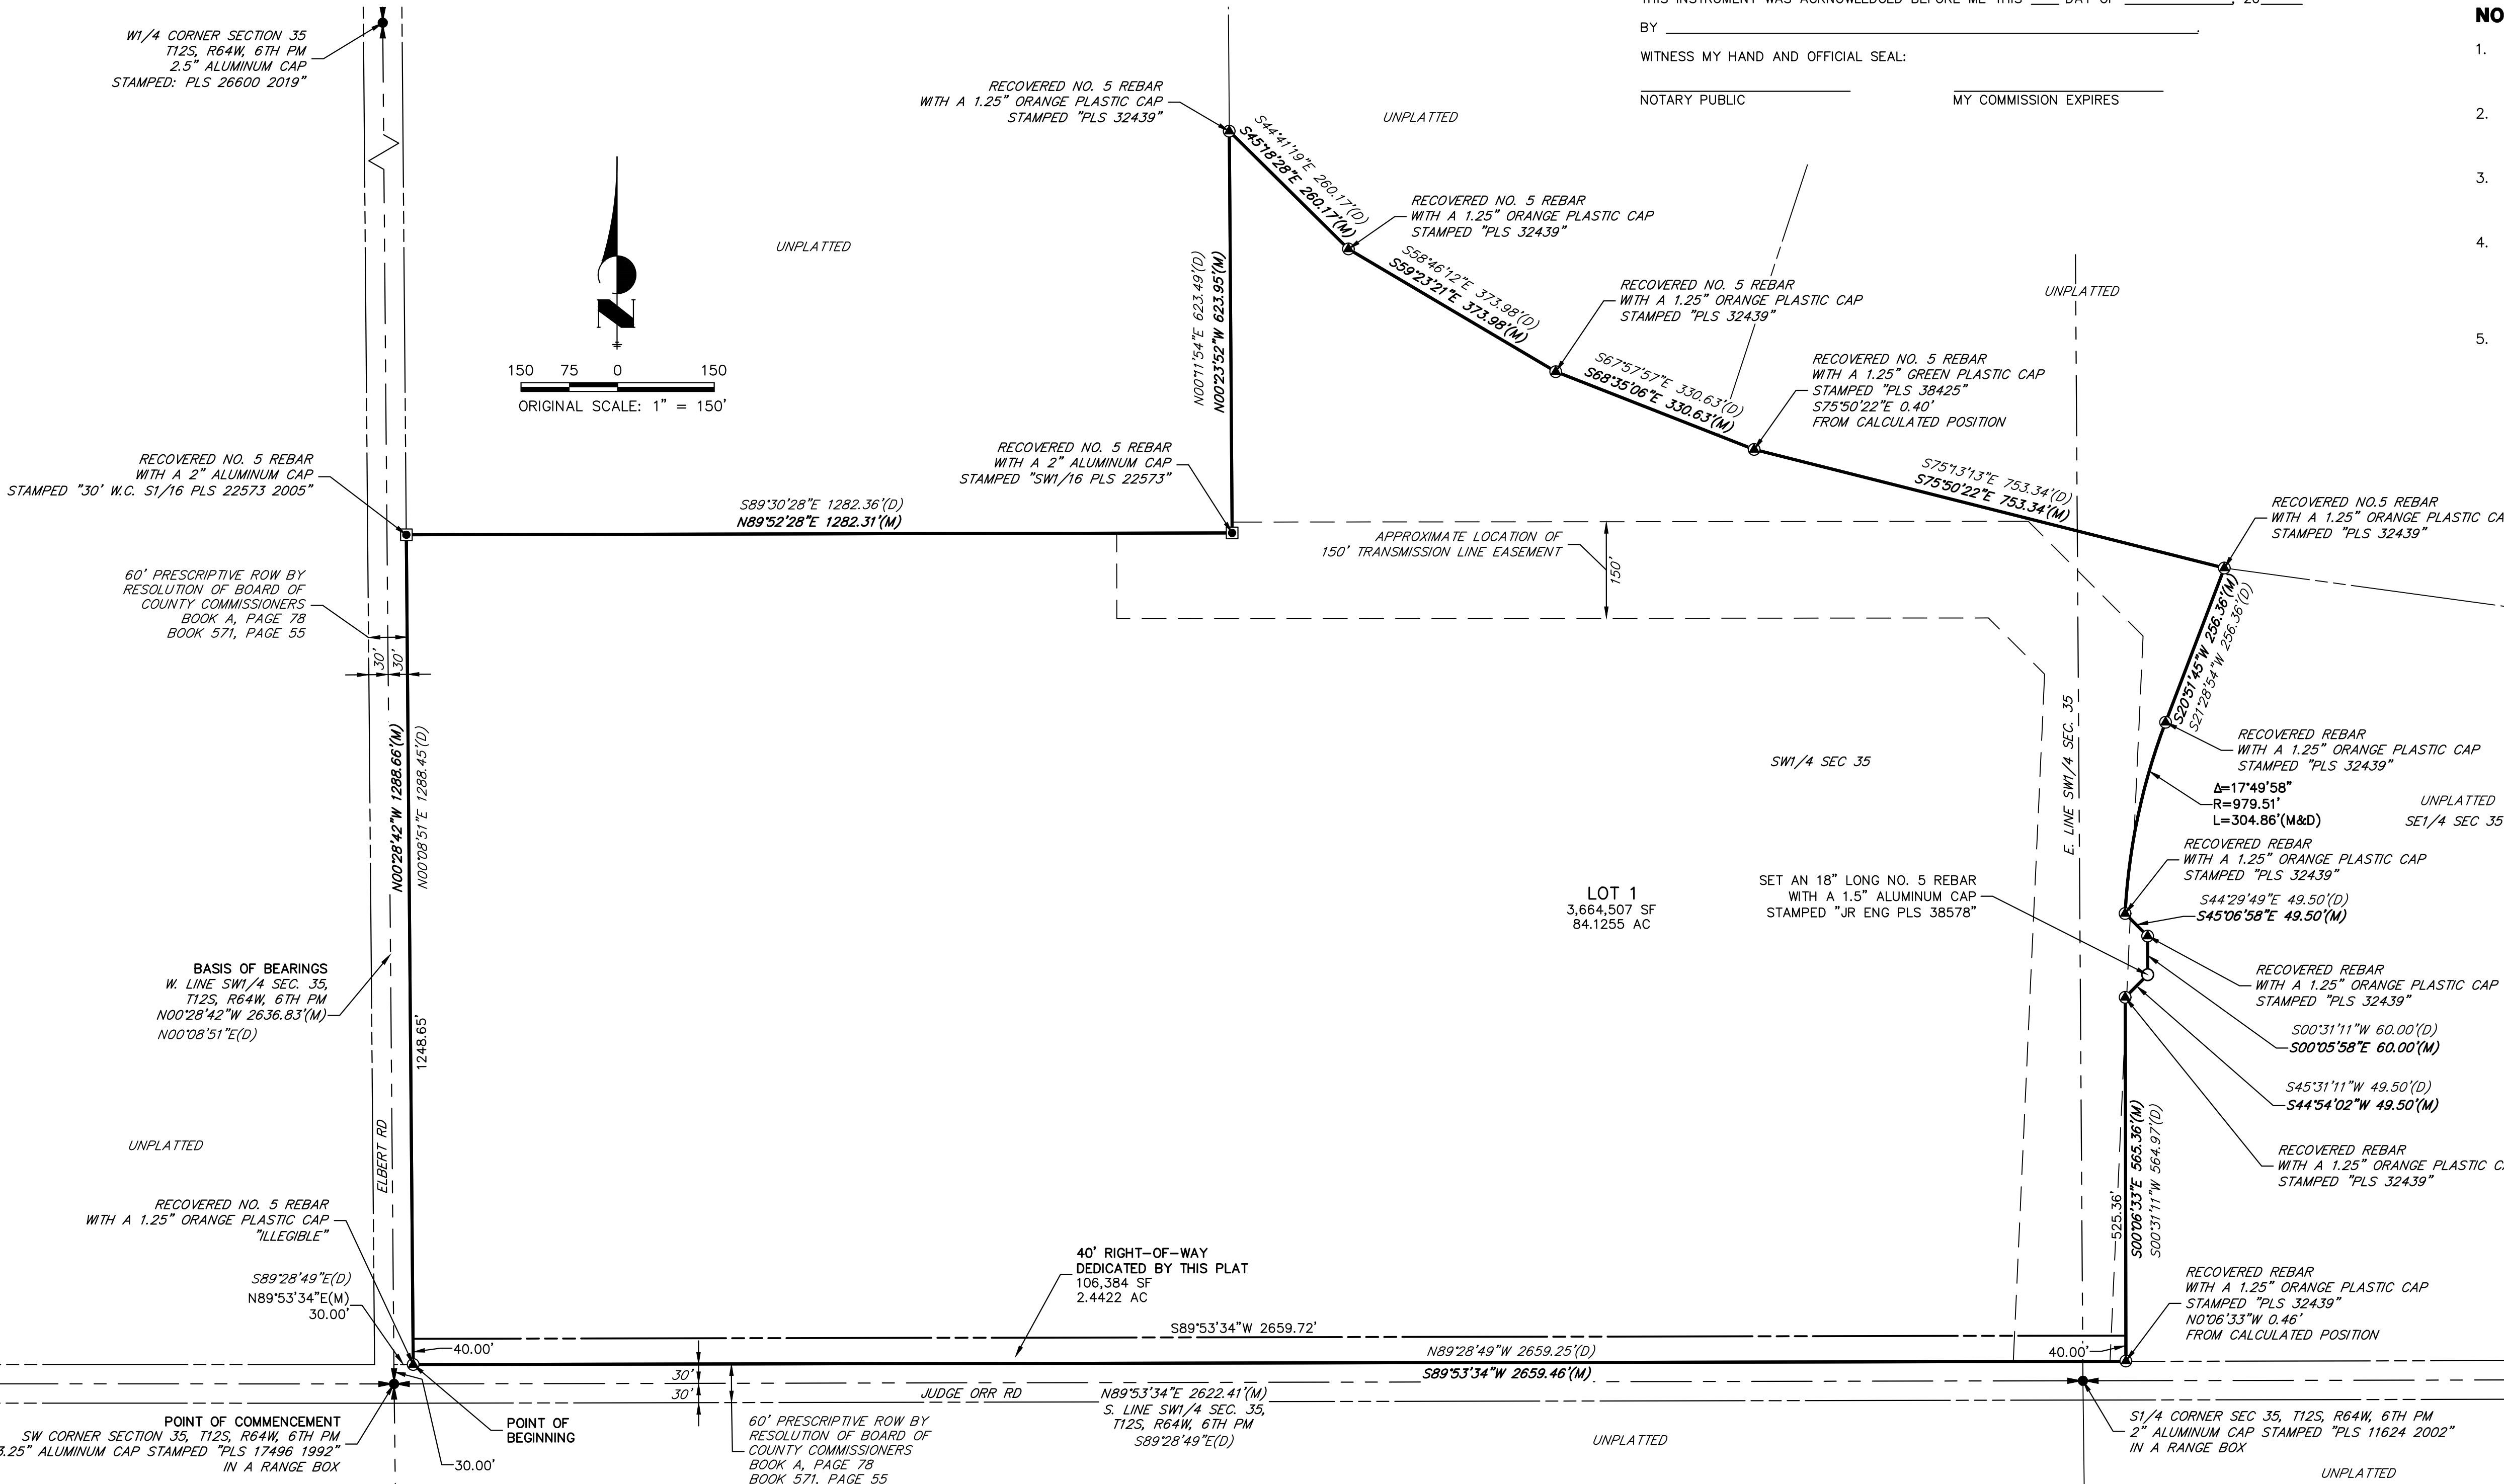 THIS INSTRUMENT WAS ACKNOWLEDGED BEFORE ME THIS ___ DAY OF ____________, 20____
BY ____________________.
WITNESS MY HAND AND OFFICIAL SEAL:
NOTARY PUBLIC
MY COMMISSION EXPIRES
NO
1.
2.
3.
4.
5.
W1/4 CORNER SECTION 35
T12S, R64W, 6TH PM
2.5" ALUMINUM CAP
STAMPED: PLS 26600 2019"
RECOVERED NO. 5 REBAR
WITH A 1.25" ORANGE PLASTIC CAP
STAMPED "PLS 32439"
UNPLATTED
S44°41'19"E 260.17'(D)
S45°18'28"E 260.17'(M)
RECOVERED NO. 5 REBAR
WITH A 1.25" ORANGE PLASTIC CAP
STAMPED "PLS 32439"
UNPLATTED
N
150 75 0 150
ORIGINAL SCALE: 1" = 150'
N00°11'54"E 623.49'(D)
N00°23'52"W 623.95'(M)
S58°46'12"E 373.98'(D)
S59°23'21"E 373.98'(M)
RECOVERED NO. 5 REBAR
WITH A 1.25" ORANGE PLASTIC CAP
STAMPED "PLS 32439"
UNPLATTED
S67°57'57"E 330.63'(D)
S68°35'06"E 330.63'(M)
RECOVERED NO. 5 REBAR
WITH A 1.25" GREEN PLASTIC CAP
STAMPED "PLS 38425"
S75°50'22"E 0.40'
FROM CALCULATED POSITION
RECOVERED NO. 5 REBAR
WITH A 2" ALUMINUM CAP
STAMPED "30' W.C. S1/16 PLS 22573 2005"
RECOVERED NO. 5 REBAR
WITH A 2" ALUMINUM CAP
STAMPED "SW1/16 PLS 22573"
S89°30'28"E 1282.36'(D)
N89°52'28"E 1282.31'(M)
S75°13'13"E 753.34'(D)
S75°50'22"E 753.34'(M)
RECOVERED NO.5 REBAR
WITH A 1.25" ORANGE PLASTIC CA
STAMPED "PLS 32439"
APPROXIMATE LOCATION OF
150' TRANSMISSION LINE EASEMENT
150'
60' PRESCRIPTIVE ROW BY
RESOLUTION OF BOARD OF
COUNTY COMMISSIONERS
BOOK A, PAGE 78
BOOK 571, PAGE 55
30'
30'
S20°51'45"W 256.36'(M)
S21°28'54"W 256.36'(D)
E. LINE SW1/4 SEC. 35
N00°28'42"W 1288.66'(M)
N00°08'51"E 1288.45'(D)
SW1/4 SEC 35
RECOVERED REBAR
WITH A 1.25" ORANGE PLASTIC CAP
STAMPED "PLS 32439"
Δ=17°49'58"
R=979.51'
L=304.86'(M&D)
UNPLATTED
SE1/4 SEC 35
RECOVERED REBAR
WITH A 1.25" ORANGE PLASTIC CAP
STAMPED "PLS 32439"
LOT 1
3,664,507 SF
84.1255 AC
SET AN 18" LONG NO. 5 REBAR
WITH A 1.5" ALUMINUM CAP
STAMPED "JR ENG PLS 38578"
S44°29'49"E 49.50'(D)
S45°06'58"E 49.50'(M)
BASIS OF BEARINGS
W. LINE SW1/4 SEC. 35,
T12S, R64W, 6TH PM
N00°28'42"W 2636.83'(M)
N00°08'51"E(D)
RECOVERED REBAR
WITH A 1.25" ORANGE PLASTIC CAP
STAMPED "PLS 32439"
S00°31'11"W 60.00'(D)
S00°05'58"E 60.00'(M)
1248.65'
S45°31'11"W 49.50'(D)
S44°54'02"W 49.50'(M)
UNPLATTED
ELBERT RD
RECOVERED REBAR
WITH A 1.25" ORANGE PLASTIC CA
STAMPED "PLS 32439"
525.36'
S00°06'33"E 565.36'(M)
S00°31'11"W 564.97'(D)
RECOVERED NO. 5 REBAR
WITH A 1.25" ORANGE PLASTIC CAP
"ILLEGIBLE"
40' RIGHT-OF-WAY
DEDICATED BY THIS PLAT
106,384 SF
2.4422 AC
S89°28'49"E(D)
N89°53'34"E(M)
30.00'
RECOVERED REBAR
WITH A 1.25" ORANGE PLASTIC CAP
STAMPED "PLS 32439"
N0°06'33"W 0.46'
FROM CALCULATED POSITION
S89°53'34"W 2659.72'
40.00'
N89°28'49"W 2659.25'(D)
40.00'
S89°53'34"W 2659.46'(M)
30'
30'
JUDGE ORR RD
N89°53'34"E 2622.41'(M)
S. LINE SW1/4 SEC. 35,
T12S, R64W, 6TH PM
S89°28'49"E(D)
POINT OF COMMENCEMENT
SW CORNER SECTION 35, T12S, R64W, 6TH PM
3.25" ALUMINUM CAP STAMPED "PLS 17496 1992"
IN A RANGE BOX
POINT OF
BEGINNING
30.00'
60' PRESCRIPTIVE ROW BY
RESOLUTION OF BOARD OF
COUNTY COMMISSIONERS
BOOK A, PAGE 78
BOOK 571, PAGE 55
UNPLATTED
S1/4 CORNER SEC 35, T12S, R64W, 6TH PM
2" ALUMINUM CAP STAMPED "PLS 11624 2002"
IN A RANGE BOX
UNPLATTED